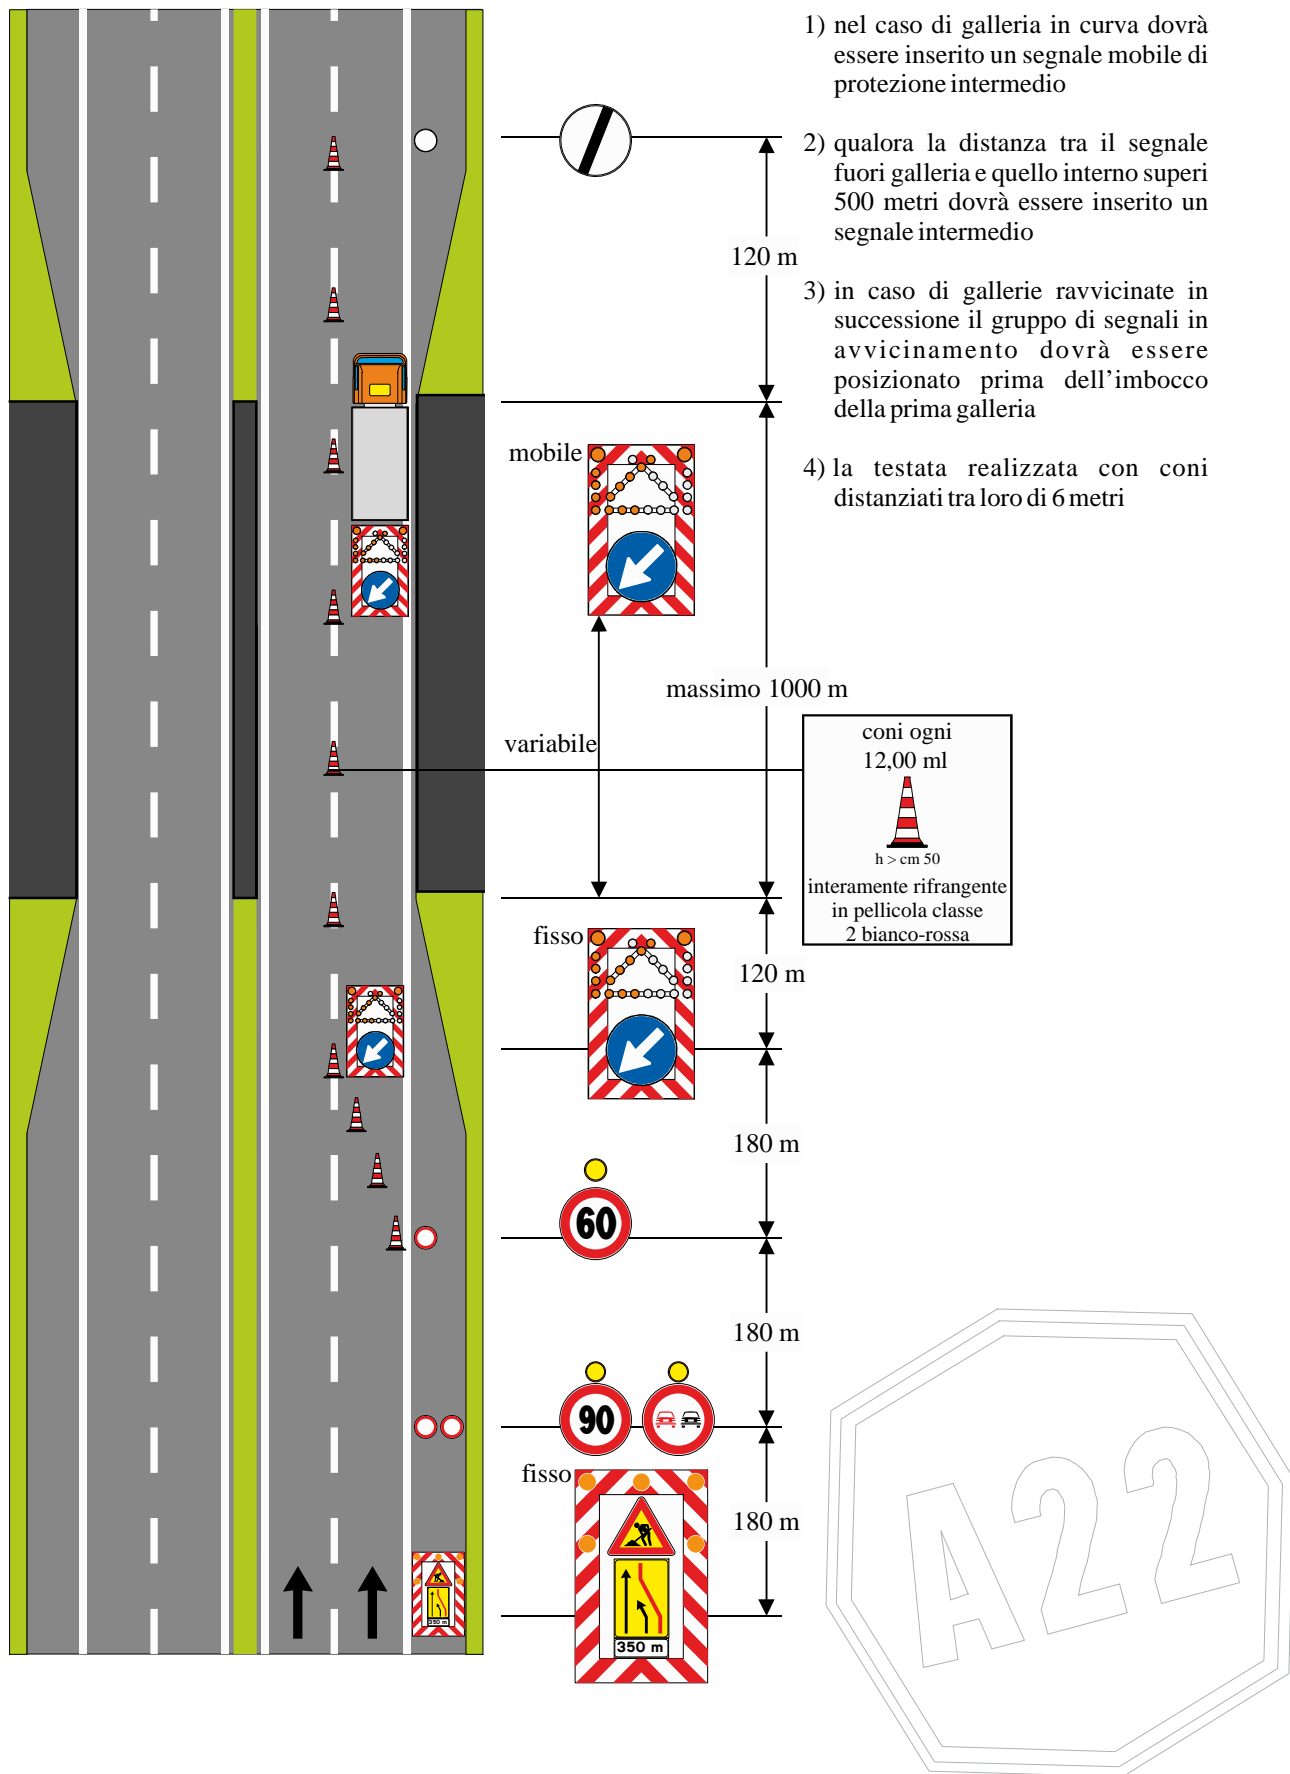 1) nel caso di galleria in curva dovrà
essere inserito un segnale mobile di
protezione intermedio
2) qualora la distanza tra il segnale
fuori galleria e quello interno superi
500 metri dovrà essere inserito un
segnale intermedio
120 m
3) in caso di gallerie ravvicinate in
successione il gruppo di segnali in
avvicinamento dovrà essere
posizionato prima dell'imbocco
della prima galleria
mobile
4) la testata realizzata con coni
distanziati tra loro di 6 metri
massimo 1000 m
variabile
coni ogni
12,00 ml
h > cm 50
interamente rifrangente
in pellicola classe
2 bianco-rossa
fisso
120 m
180 m
60
180 m
90
fisso
180 m
350 m
350 m
A22